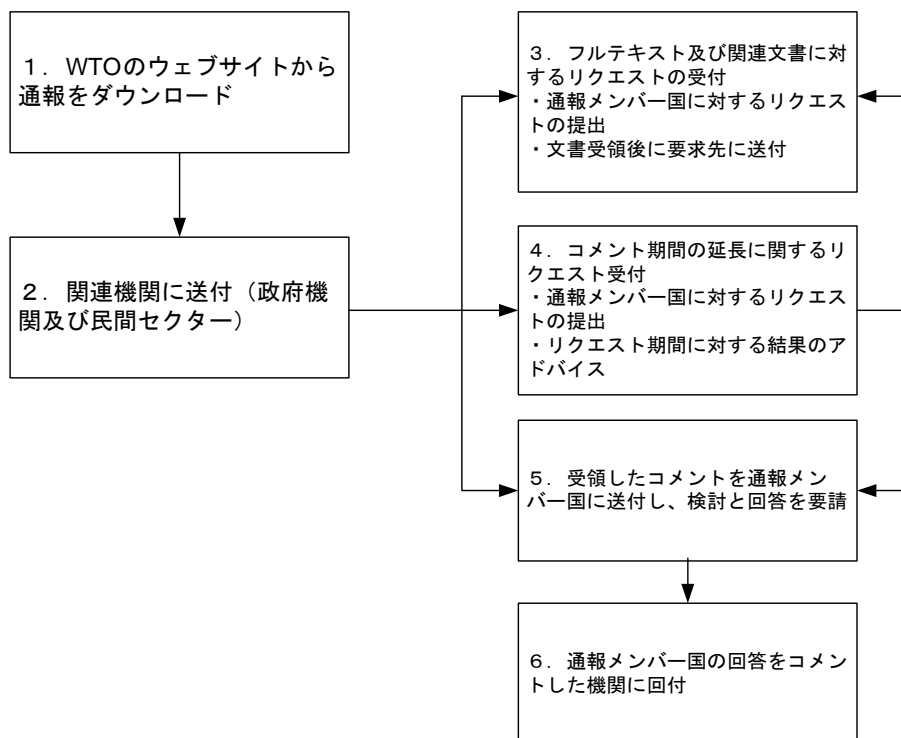 １．WTOのウェブサイトから
通報をダウンロード
２．関連機関に送付（政府機
関及び民間セクター）
３．フルテキスト及び関連文書に対
するリクエストの受付
・通報メンバー国に対するリクエス
トの提出
・文書受領後に要求先に送付
４．コメント期間の延長に関するリ
クエスト受付
・通報メンバー国に対するリクエス
トの提出
・リクエスト期間に対する結果のア
ドバイス
５．受領したコメントを通報メン
バー国に送付し、検討と回答を要請
６．通報メンバー国の回答をコメン
トした機関に回付